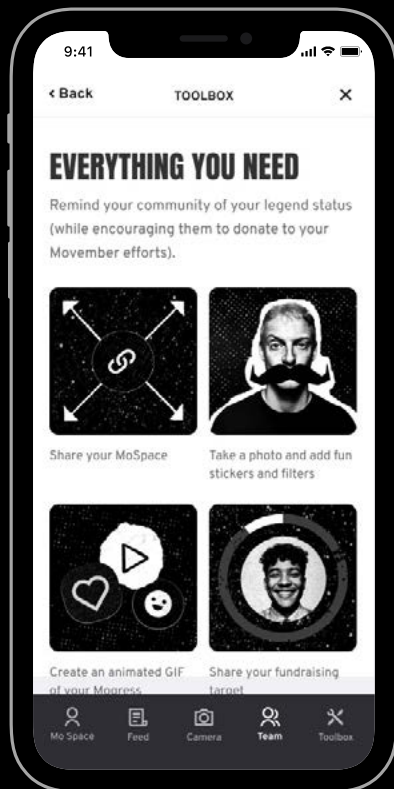 9:41
< Back
TOOLBOX
EVERYTHING YOU NEED
Remind your community of your legend status
(while encouraging them to donate to your
Movember efforts).
Share your MoSpace
Take a photo and add fun
stickers and filters
Create an animated GIF
of your Mogress
Share your fundraising
target
Mo Space
Feed
Camera
Team
Toolbox